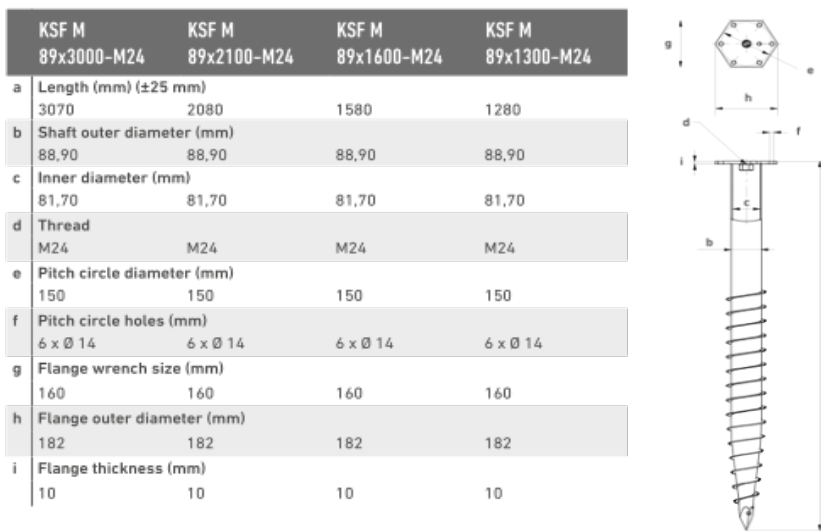 KSF M KSF M KSF M KSF M
89x3000-M24 89x2100-M24 89x1600-M24 89x1300-M24
a Length (mm) (±25 mm)
3070 2080 1580 1280
b Shaft outer diameter (mm)
88,90 88,90 88,90 88,90
c Inner diameter (mm)
81,70 81,70 81,70 81,70
d Thread
M24 M24 M24 M24
e Pitch circle diameter (mm)
150 150 150 150
f Pitch circle holes (mm)
6 x Ø 14 6 x Ø 14 6 x Ø 14 6 x Ø 14
g Flange wrench size (mm)
160 160 160 160
h Flange outer diameter (mm)
182 182 182 182
i Flange thickness (mm)
10 10 10 10
g
e
h
d
f
i
c
b